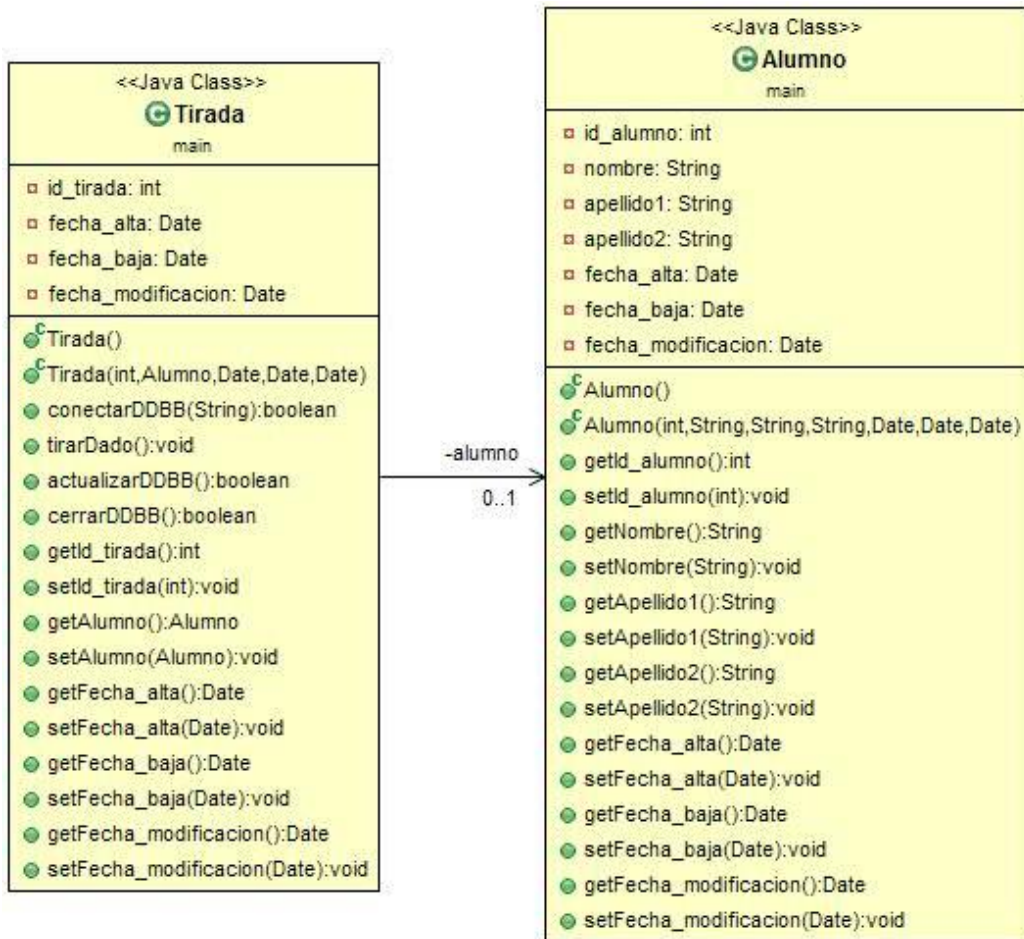 <<Java Class>>
Tirada
main
id_tirada: int
fecha_alta: Date
fecha_baja: Date
fecha_modificacion: Date
Tirada()
Tirada(int,Alumno,Date,Date,Date)
conectarDDBB(String):boolean
tirarDado():void
actualizarDDBB():boolean
cerrarDDBB():boolean
getId_tirada():int
setId_tirada(int):void
getAlumno():Alumno
setAlumno(Alumno):void
getFecha_alta():Date
setFecha_alta(Date):void
getFecha_baja():Date
setFecha_baja(Date):void
getFecha_modificacion():Date
setFecha_modificacion(Date):void
-alumno
0..1
<<Java Class>>
Alumno
main
id_alumno: int
nombre: String
apellido1: String
apellido2: String
fecha_alta: Date
fecha_baja: Date
fecha_modificacion: Date
Alumno()
Alumno(int,String,String,String,Date,Date,Date)
getId_alumno():int
setId_alumno(int):void
getNombre():String
setNombre(String):void
getApellido1():String
setApellido1(String):void
getApellido2():String
setApellido2(String):void
getFecha_alta():Date
setFecha_alta(Date):void
getFecha_baja():Date
setFecha_baja(Date):void
getFecha_modificacion():Date
setFecha_modificacion(Date):void